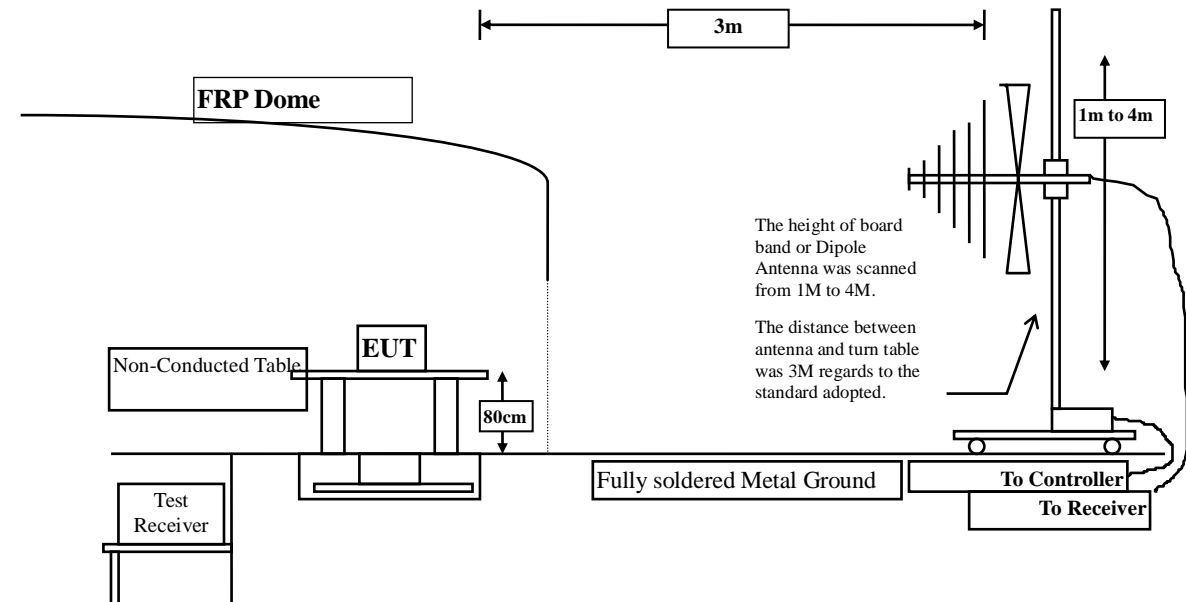 3m
FRP Dome
1m to 4m
The height of board
band or Dipole
Antenna was scanned
from 1M to 4M.
The distance between
antenna and turn table
was 3M regards to the
standard adopted.
EUT
Non-Conducted Table
80cm
Fully soldered Metal Ground
To Controller
To Receiver
Test
Receiver